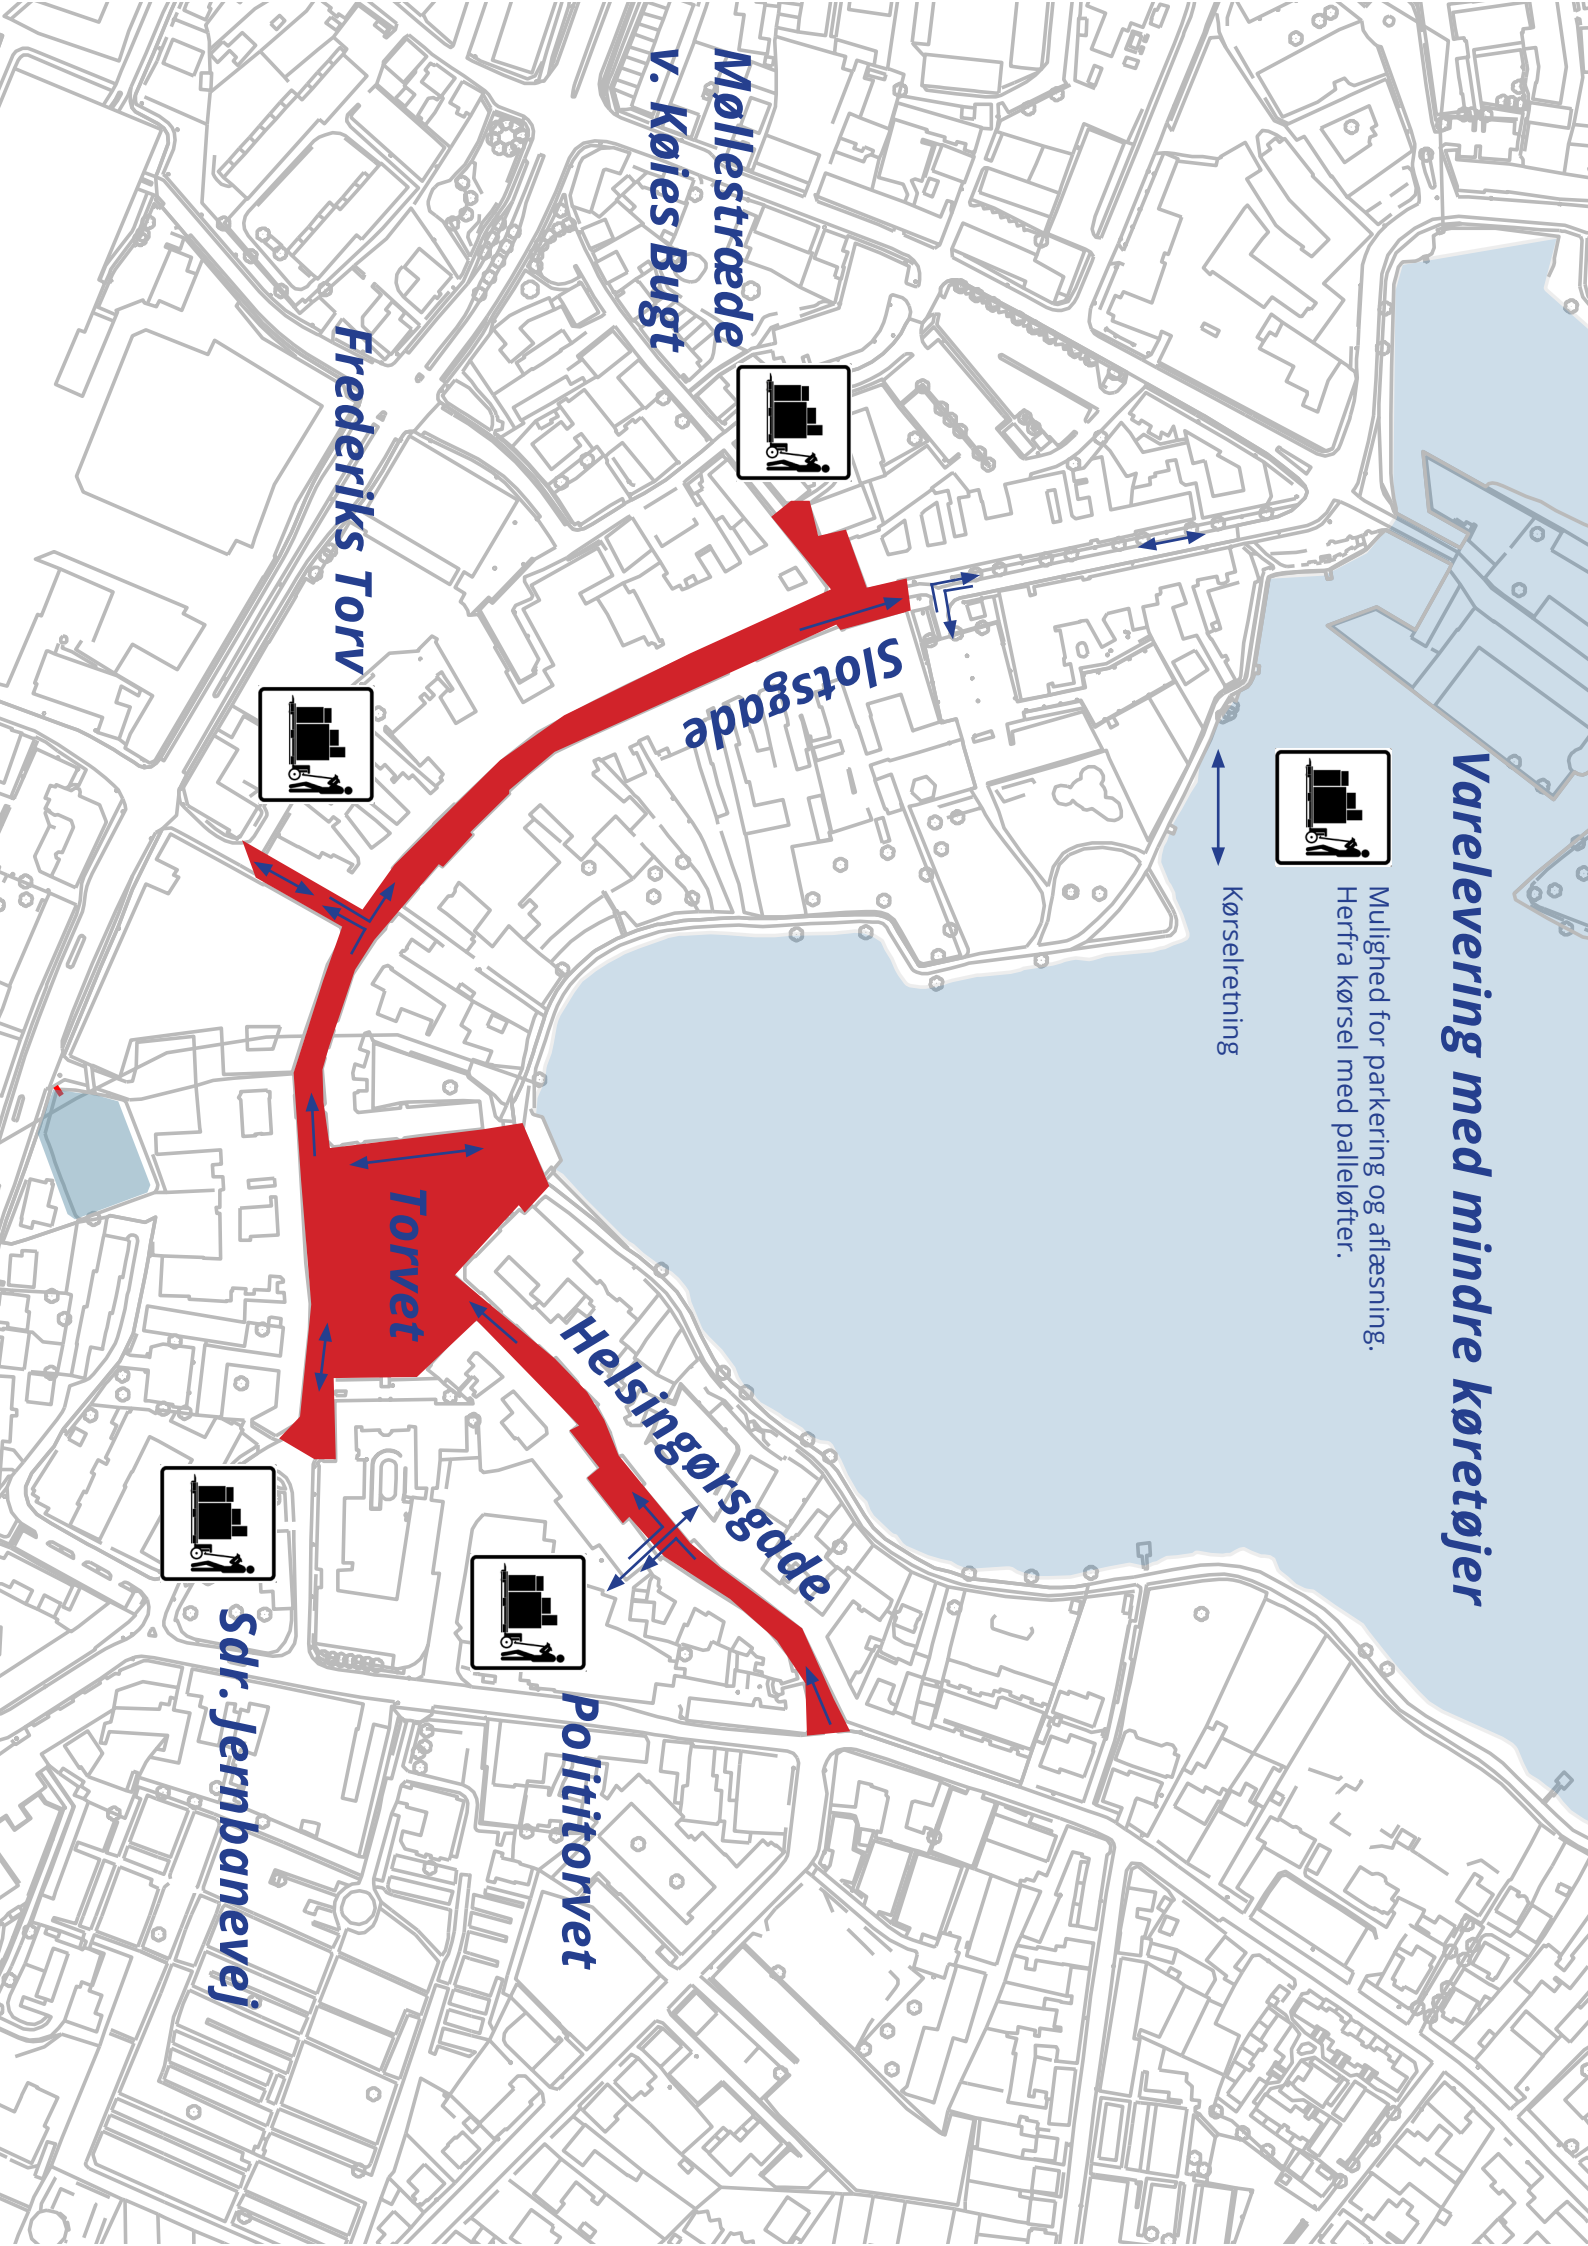 Varelevering med mindre køretøjer
Mulighed for parkering og aflæsning.
Herfra kørsel med palleløfter.
Kørselretning
Møllestræde
v. Køies Bugt
Slotsgade
Frederiks Torv
Torvet
Helsingørsgade
Polititorvet
Sdr. Jernbanevej